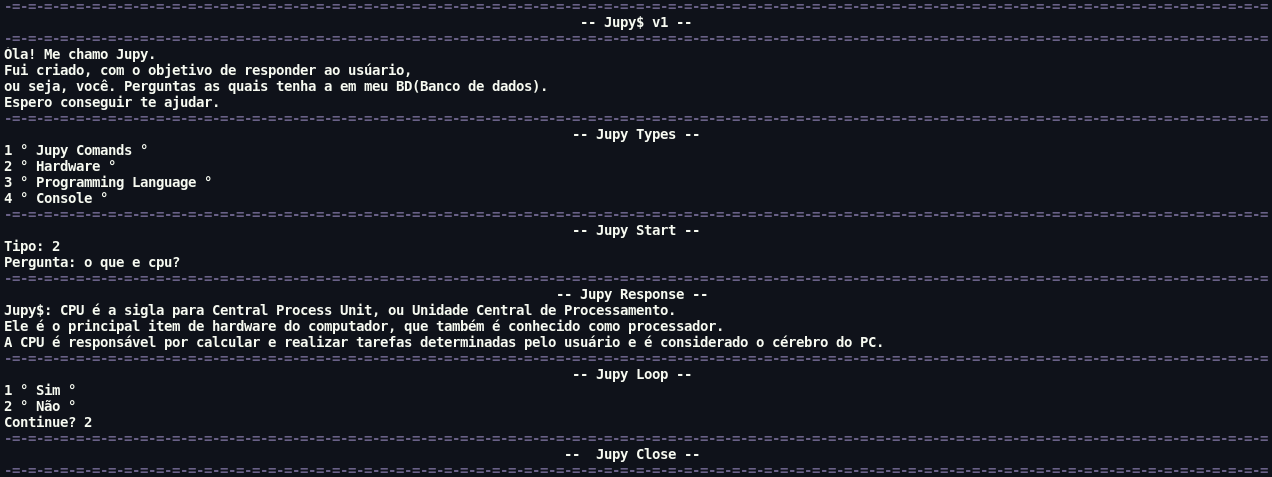 -=-=-=-=-=-=-=-=-=-=-=-=-=-=-=-=-=-=-=-=-=-=-=-=-=-=-=-=-=-=-=-=-=-=-=-=-=-=-=-=-=-=-=-=-=-=-=-=-=-=-=-=-=-=-=-=-=-=-=-=-=-=-=-=-=-=-=-=-=-=-=-=-=-=-=-=-=-=-=
-- Jupy$ v1 --
-=-=-=-=-=-=-=-=-=-=-=-=-=-=-=-=-=-=-=-=-=-=-=-=-=-=-=-=-=-=-=-=-=-=-=-=-=-=-=-=-=-=-=-=-=-=-=-=-=-=-=-=-=-=-=-=-=-=-=-=-=-=-=-=-=-=-=-=-=-=-=-=-=-=-=-=-=-=-=
Óla! Me chamo Jupy.
Fui criado, com o objetivo de responder ao usúario,
ou seja, você. Perguntas as quais tenha a em meu BD(Banco de dados).
Espero conseguir te ajudar.
-=-=-=-=-=-=-=-=-=-=-=-=-=-=-=-=-=-=-=-=-=-=-=-=-=-=-=-=-=-=-=-=-=-=-=-=-=-=-=-=-=-=-=-=-=-=-=-=-=-=-=-=-=-=-=-=-=-=-=-=-=-=-=-=-=-=-=-=-=-=-=-=-=-=-=-=-=-=-=
-- Jupy Types --
1 ° Jupy Comands °
2 ° Hardware °
3 ° Programming Language °
4 ° Console °
-=-=-=-=-=-=-=-=-=-=-=-=-=-=-=-=-=-=-=-=-=-=-=-=-=-=-=-=-=-=-=-=-=-=-=-=-=-=-=-=-=-=-=-=-=-=-=-=-=-=-=-=-=-=-=-=-=-=-=-=-=-=-=-=-=-=-=-=-=-=-=-=-=-=-=-=-=-=-=
-- Jupy Start --
Tipo: 2
Pergunta: o que e cpu?
-=-=-=-=-=-=-=-=-=-=-=-=-=-=-=-=-=-=-=-=-=-=-=-=-=-=-=-=-=-=-=-=-=-=-=-=-=-=-=-=-=-=-=-=-=-=-=-=-=-=-=-=-=-=-=-=-=-=-=-=-=-=-=-=-=-=-=-=-=-=-=-=-=-=-=-=-=-=-=
-- Jupy Response --
Jupy$: CPU é a sigla para Central Process Unit, ou Unidade Central de Processamento.
Ele é o principal item de hardware do computador, que também é conhecido como processador.
A CPU é responsável por calcular e realizar tarefas determinadas pelo usuário e é considerado o cérebro do PC.
-=-=-=-=-=-=-=-=-=-=-=-=-=-=-=-=-=-=-=-=-=-=-=-=-=-=-=-=-=-=-=-=-=-=-=-=-=-=-=-=-=-=-=-=-=-=-=-=-=-=-=-=-=-=-=-=-=-=-=-=-=-=-=-=-=-=-=-=-=-=-=-=-=-=-=-=-=-=-=
-- Jupy Loop --
1 ° Sim °
2 ° Não °
Continue? 2
-=-=-=-=-=-=-=-=-=-=-=-=-=-=-=-=-=-=-=-=-=-=-=-=-=-=-=-=-=-=-=-=-=-=-=-=-=-=-=-=-=-=-=-=-=-=-=-=-=-=-=-=-=-=-=-=-=-=-=-=-=-=-=-=-=-=-=-=-=-=-=-=-=-=-=-=-=-=-=
--  Jupy Close --
-=-=-=-=-=-=-=-=-=-=-=-=-=-=-=-=-=-=-=-=-=-=-=-=-=-=-=-=-=-=-=-=-=-=-=-=-=-=-=-=-=-=-=-=-=-=-=-=-=-=-=-=-=-=-=-=-=-=-=-=-=-=-=-=-=-=-=-=-=-=-=-=-=-=-=-=-=-=-=